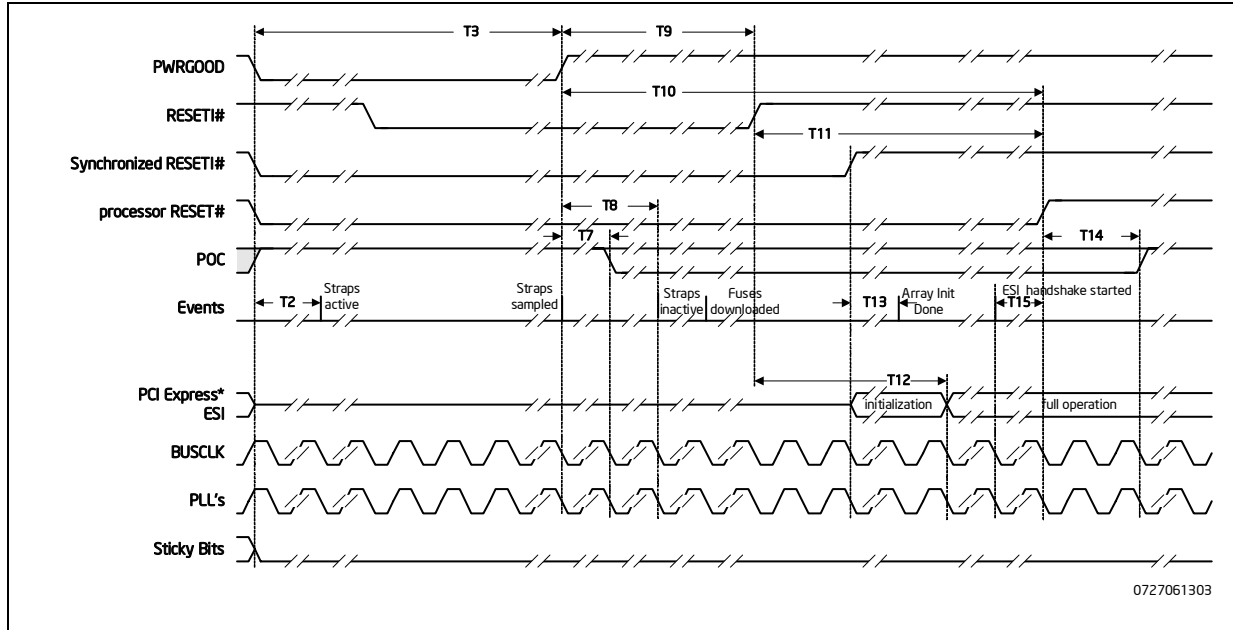 T3
T9
PWRGOOD
T10
RESETI#
T11
Synchronized RESETI#
T8
processor RESET#
T7
T14
POC
Straps active
Straps sampled
Straps inactive
Fuses downloaded
Array Init Done
ESI handshake started
T2
T13
T15
Events
T12
PCI Express*
ESI
initialization
full operation
BUSCLK
PLL's
Sticky Bits
0727061303